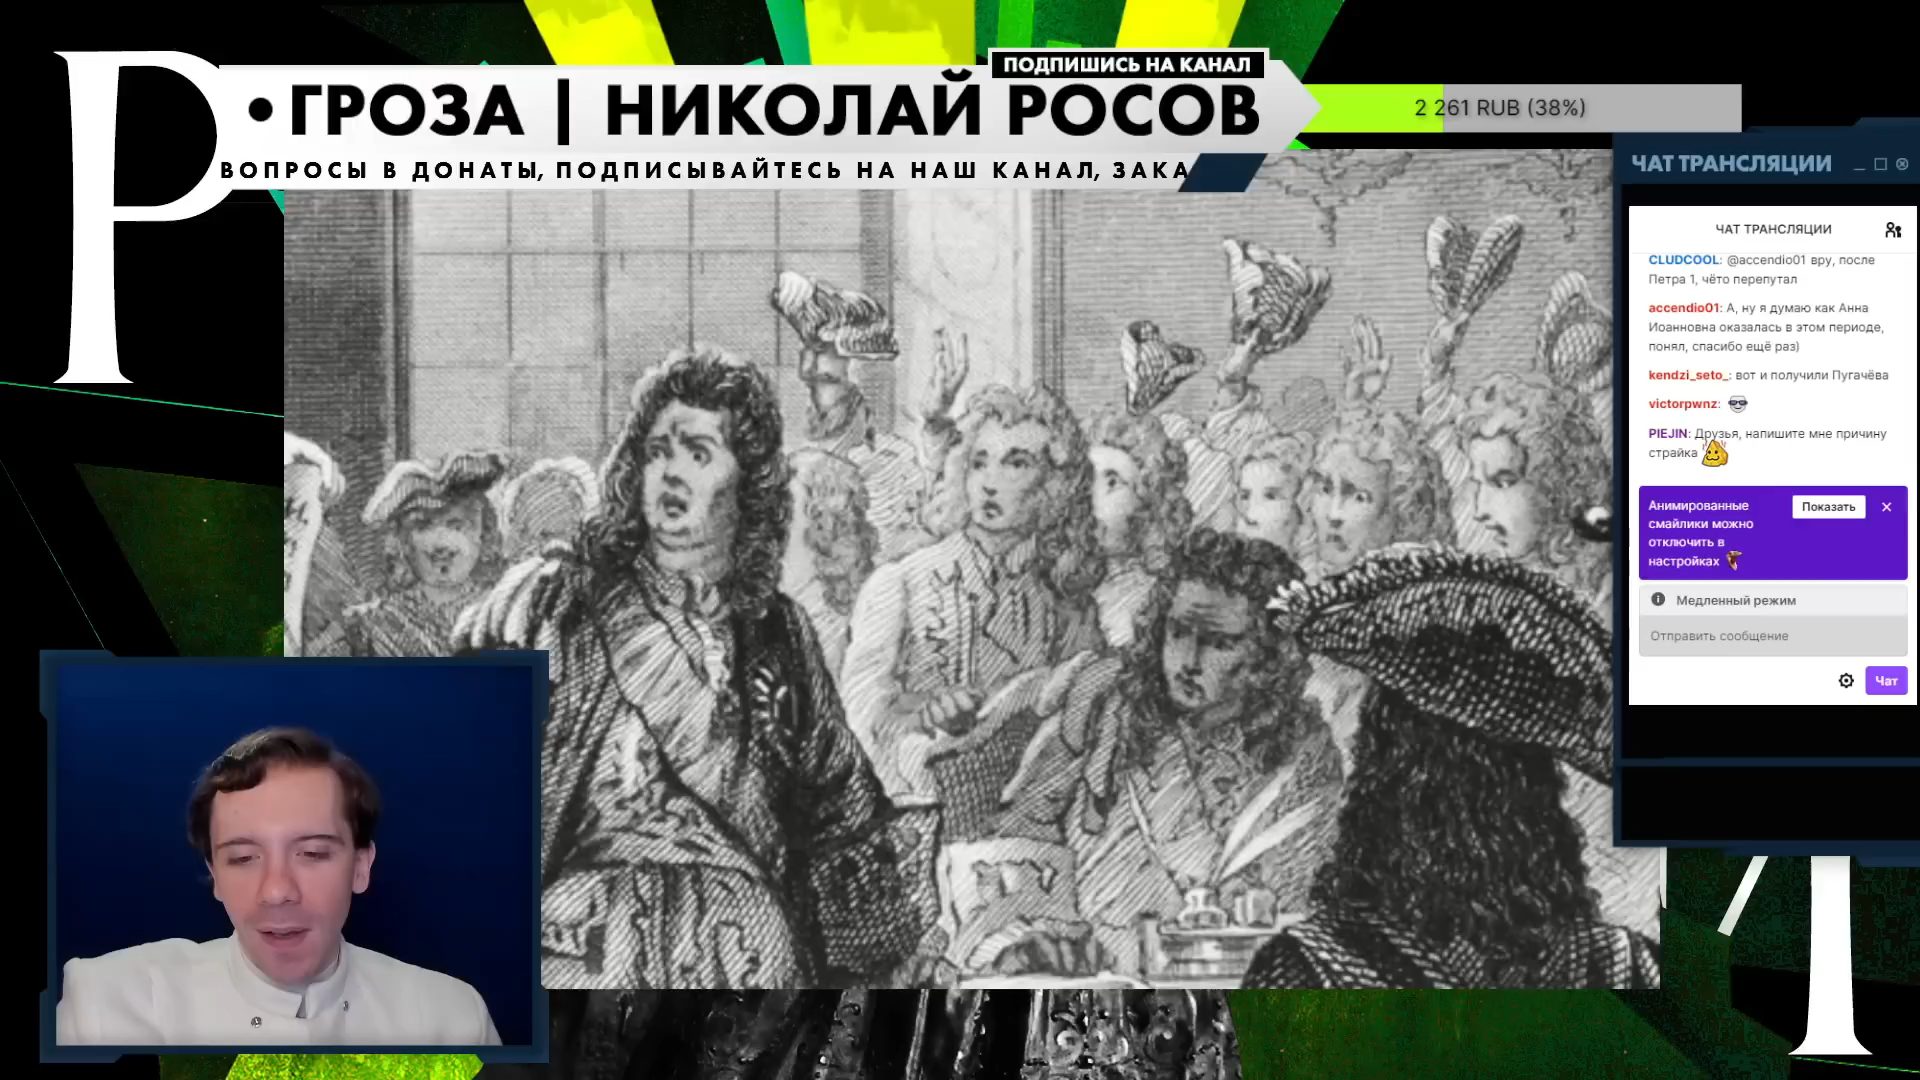 Р
ПОДПИШИСЬ НА КАНАЛ
• ГРОЗА | НИКОЛАЙ РОСОВ
2 261 RUB (38%)
ВОПРОСЫ В ДОНАТЫ, ПОДПИСЫВАЙТЕСЬ НА НАШ КАНАЛ, ЗАКА
ЧАТ ТРАНСЛЯЦИИ
ЧАТ ТРАНСЛЯЦИИ
CLUDCOOL: @accendio01 вру, после
Петра 1, чёто перепутал
accendio01: А, ну я думаю как Анна
Иоанновна оказалась в этом периоде,
понял, спасибо ещё раз)
kendzi_seto_: вот и получили Пугачёва
victorpwnz:
PIEJIN: Друзья, напишите мне причину
страйка
Анимированные
смайлики можно
отключить в
настройках
Показать
Медленный режим
Отправить сообщение
Чат